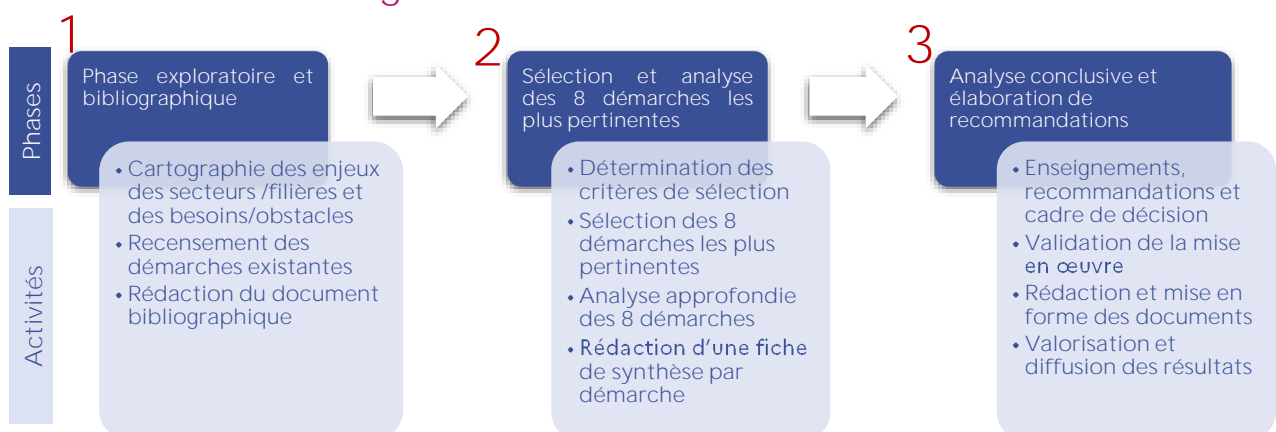 1
Phases
Phase exploratoire et
bibliographique
• Cartographie des enjeux
des secteurs /filières et
des besoins/obstacles
• Recensement des
démarches existantes
• Rédaction du document
bibliographique
2
Sélection et analyse
des 8 démarches les
plus pertinentes
• Détermination des
critères de sélection
• Sélection des 8
démarches les plus
pertinentes
• Analyse approfondie
des 8 démarches
• Rédaction d'une fiche
de synthèse par
démarche
3
Analyse conclusive et
élaboration de
recommandations
• Enseignements,
recommandations et
cadre de décision
• Validation de la mise
en œuvre
• Rédaction et mise en
forme des documents
• Valorisation et
diffusion des résultats
Activités